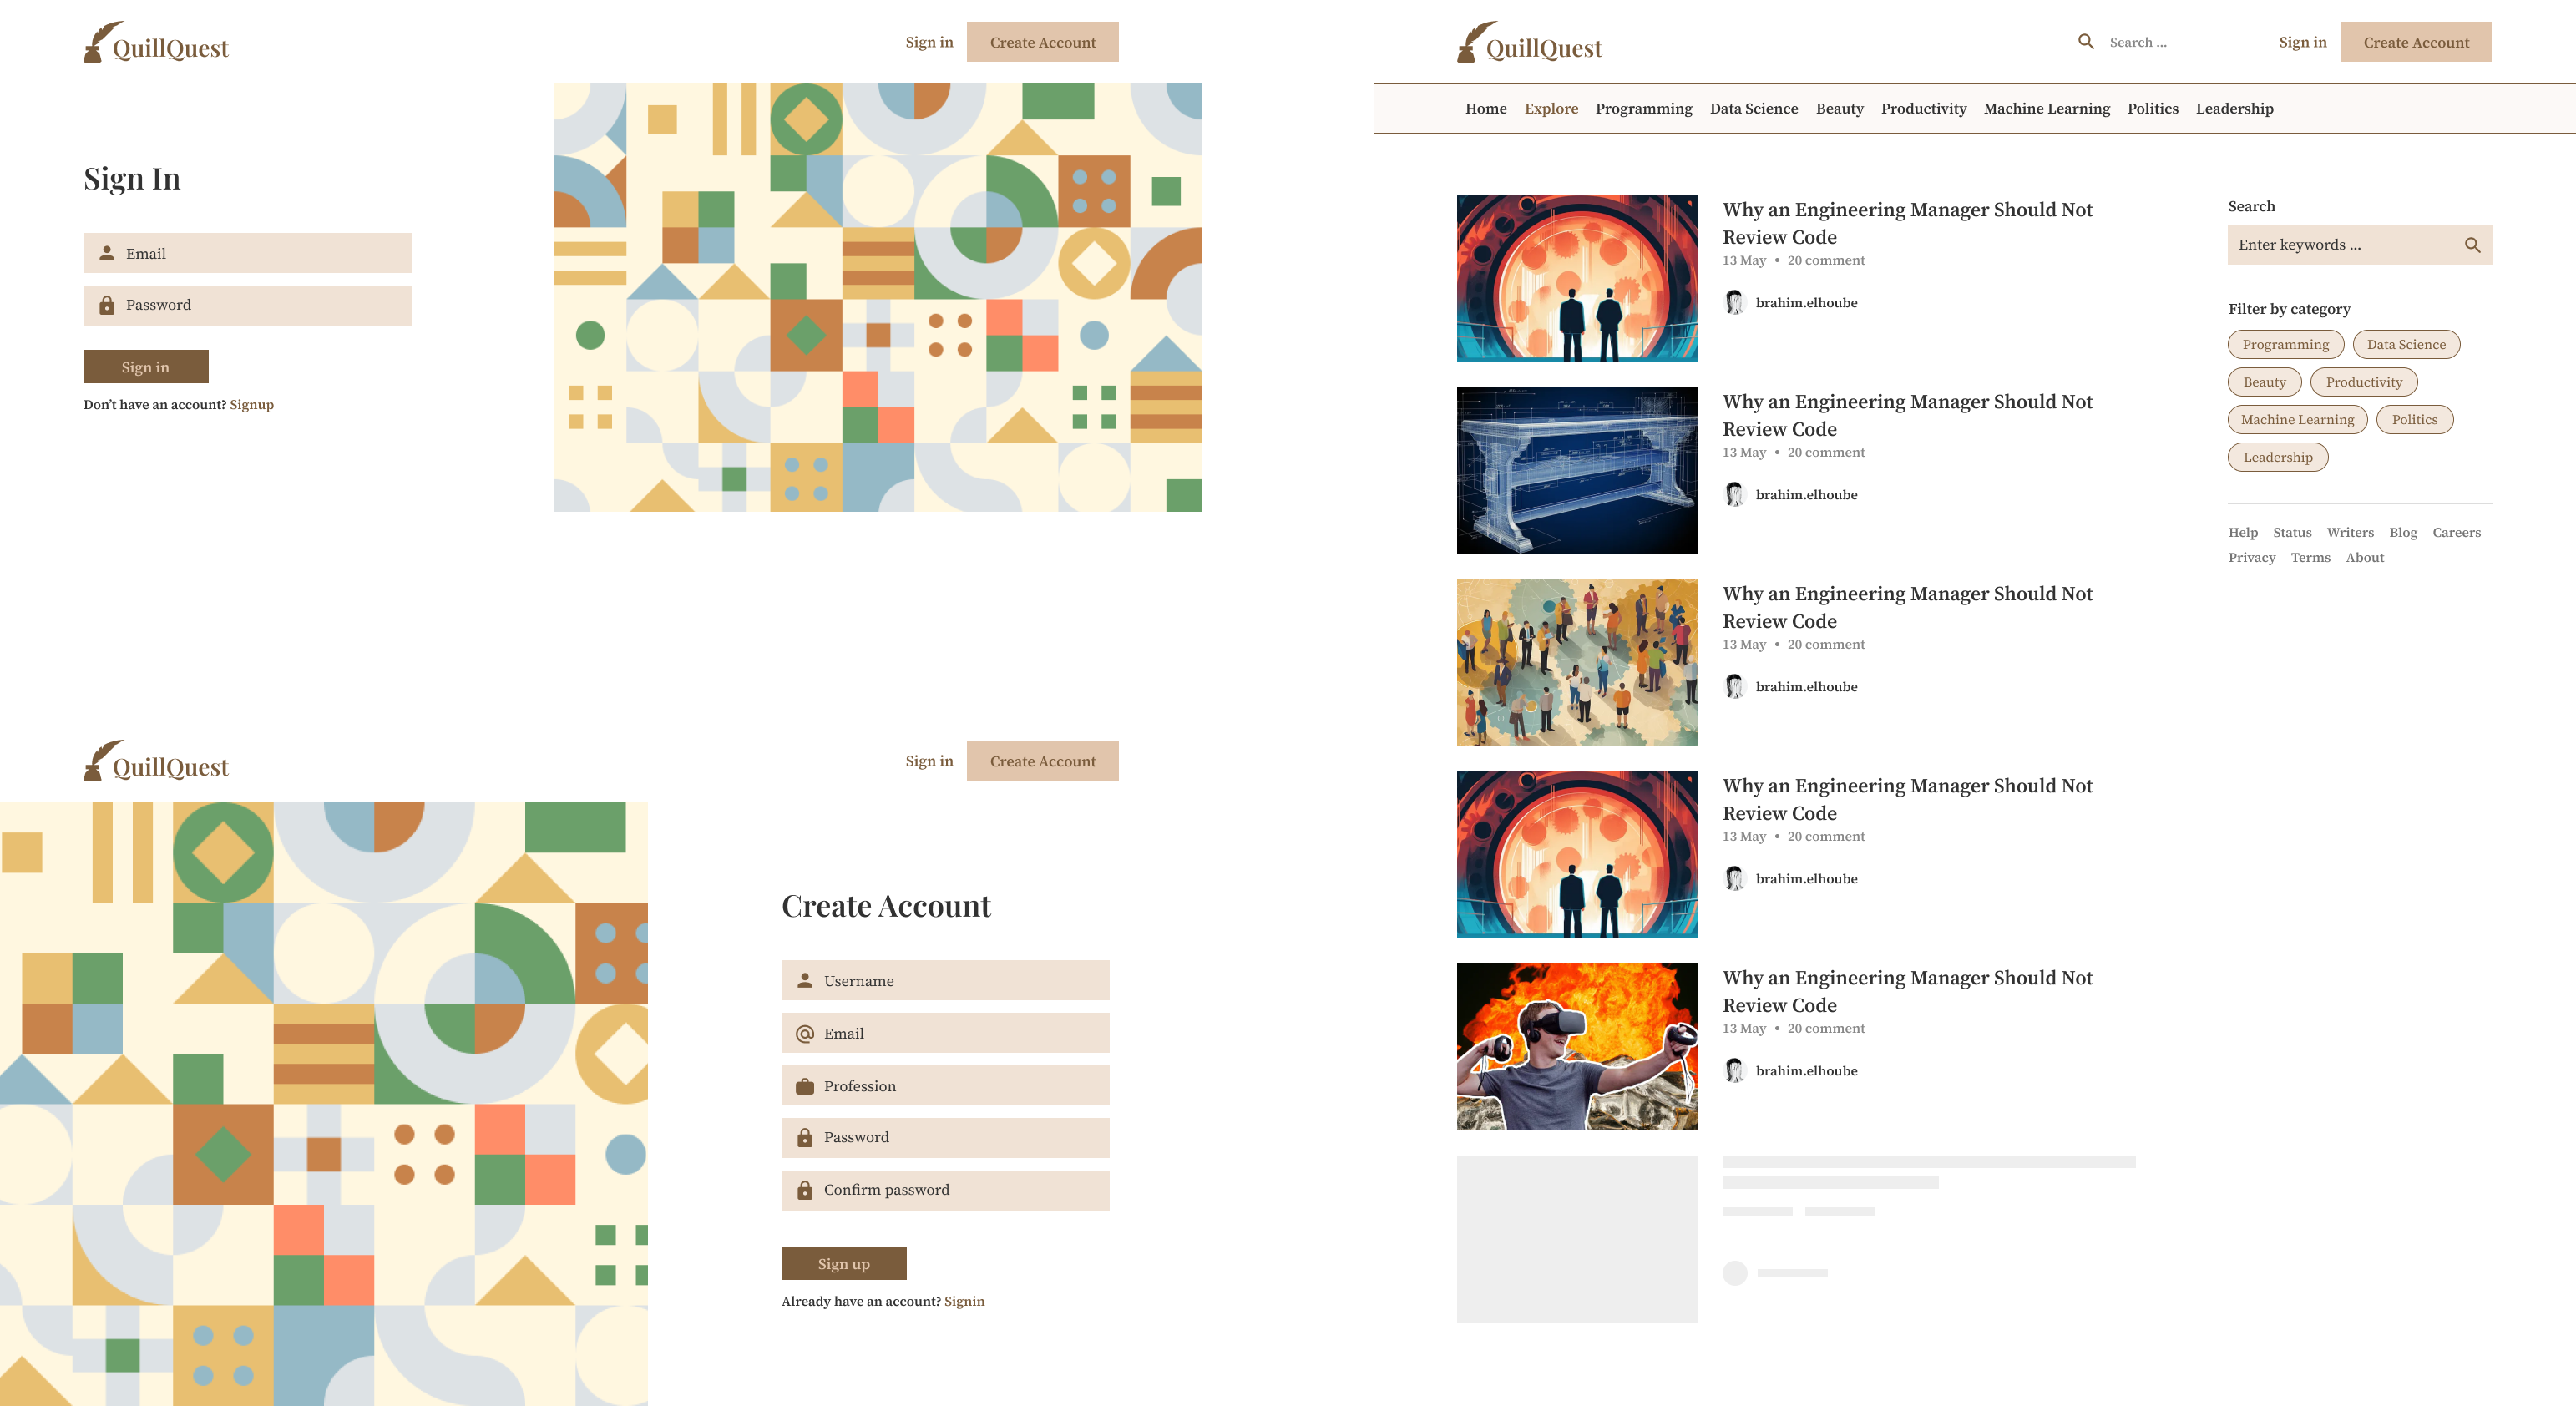 QuillQuest
Sign in
Create Account
Sign In
Email
Password
Sign in
Don't have an account? Signup
QuillQuest
Sign in
Create Account
Create Account
Username
Email
Profession
Password
Confirm password
Sign up
Already have an account? Signin
QuillQuest
Search ...
Sign in
Create Account
Home Explore Programming Data Science Beauty Productivity Machine Learning Politics Leadership
Why an Engineering Manager Should Not
Review Code
13 May • 20 comment
brahim.elhoube
Why an Engineering Manager Should Not
Review Code
13 May • 20 comment
brahim.elhoube
Why an Engineering Manager Should Not
Review Code
13 May • 20 comment
brahim.elhoube
Why an Engineering Manager Should Not
Review Code
13 May • 20 comment
brahim.elhoube
Why an Engineering Manager Should Not
Review Code
13 May • 20 comment
brahim.elhoube
Search
Enter keywords ...
Filter by category
Programming Data Science
Beauty Productivity
Machine Learning Politics
Leadership
Help Status Writers Blog Careers
Privacy Terms About